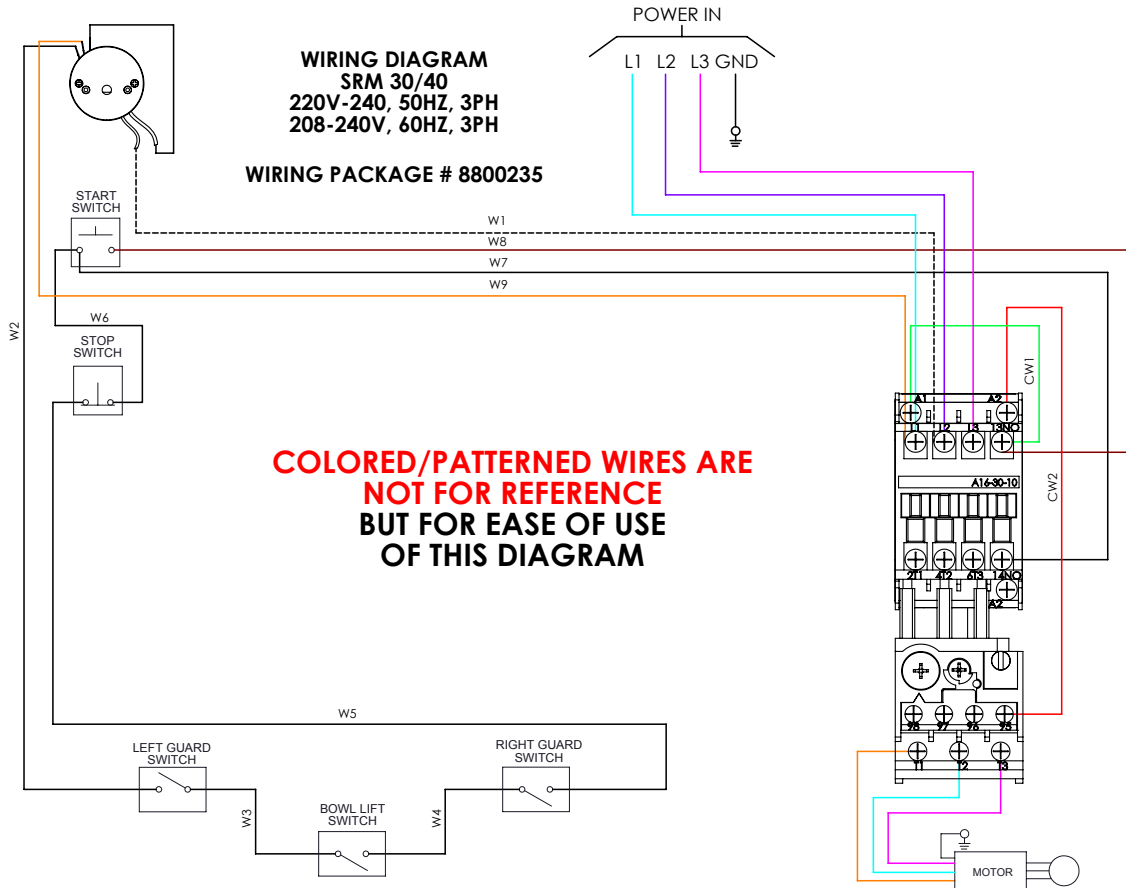 POWER IN
L1 L2 L3 GND
WIRING DIAGRAM
SRM 30/40
220V-240, 50HZ, 3PH
208-240V, 60HZ, 3PH
WIRING PACKAGE # 8800235
START
SWITCH
W1
W8
W7
W9
W2
W6
STOP
SWITCH
CW1
A1 A2
L1 L2 L3 13NO
A16-30-10
CW2
COLORED/PATTERNED WIRES ARE
NOT FOR REFERENCE
BUT FOR EASE OF USE
OF THIS DIAGRAM
2T1 4T2 6T3 14NO
A2
98 97 96 95
T1 T2 T3
W5
LEFT GUARD
SWITCH
RIGHT GUARD
SWITCH
W3
BOWL LIFT
SWITCH
W4
MOTOR